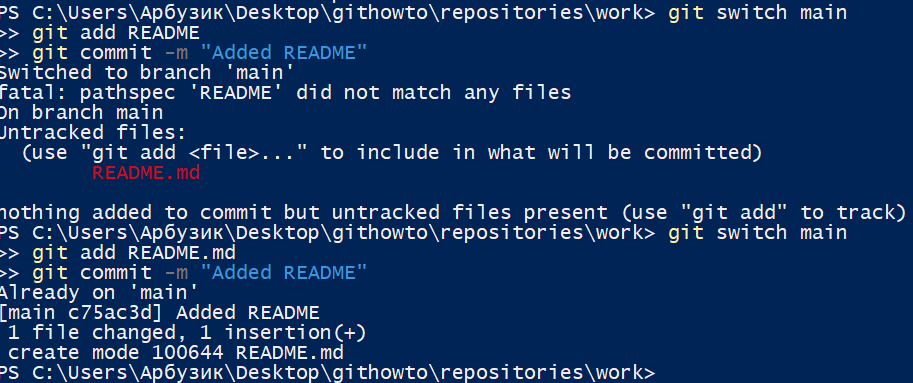 PS C:\Users\Арбузик\Desktop\githowto\repositories\work> git switch main
>> git add README
>> git commit -m "Added README"
Switched to branch 'main'
fatal: pathspec 'README' did not match any files
On branch main
Untracked files:
  (use "git add <file>..." to include in what will be committed)
        README.md

nothing added to commit but untracked files present (use "git add" to track)
PS C:\Users\Арбузик\Desktop\githowto\repositories\work> git switch main
>> git add README.md
>> git commit -m "Added README"
Already on 'main'
[main c75ac3d] Added README
 1 file changed, 1 insertion(+)
 create mode 100644 README.md
PS C:\Users\Арбузик\Desktop\githowto\repositories\work>